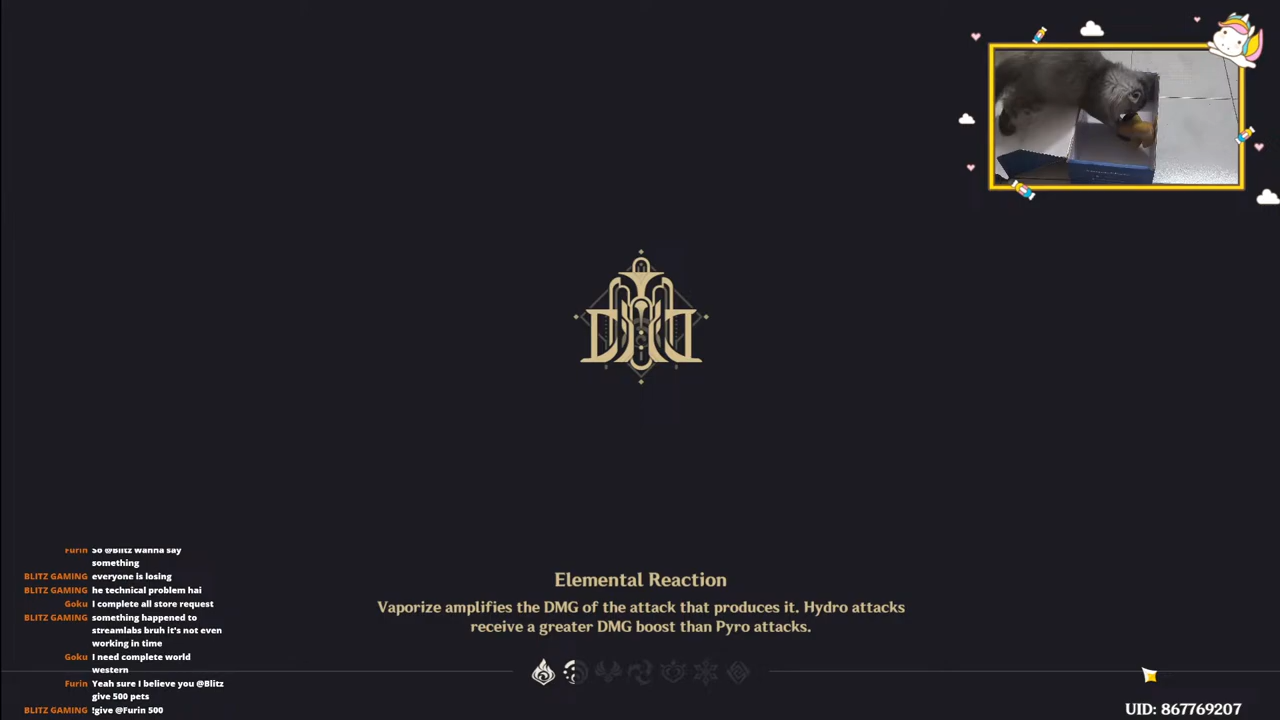 Furin So @Blitz wanna say
something
BLITZ GAMING everyone is losing
BLITZ GAMING he technical problem hai
Goku I complete all store request
BLITZ GAMING something happened to
streamlabs bruh it's not even
working in time
Goku I need complete world
western
Furin Yeah sure I believe you @Blitz
give 500 pets
BLITZ GAMING !give @Furin 500
Elemental Reaction
Vaporize amplifies the DMG of the attack that produces it. Hydro attacks
receive a greater DMG boost than Pyro attacks.
UID: 867769207